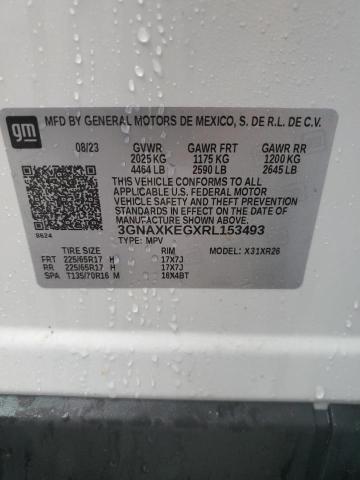 gm
MFD BY GENERAL MOTORS DE MEXICO, S. DE R.L. DE C.V.
08/23 GVWR GAWR FRT GAWR RR
2025 KG 1175 KG 1200 KG
4464 LB 2590 LB 2645 LB
THIS VEHICLE CONFORMS TO ALL
APPLICABLE U.S. FEDERAL MOTOR
VEHICLE SAFETY AND THEFT PREVENTION
STANDARDS IN EFFECT ON THE DATE OF
MANUFACTURE SHOWN ABOVE.
3GNAXKEGXRL153493
S624 TYPE: MPV
TIRE SIZE RIM MODEL: X31XR26
FRT 225/65R17 H 17X7J
RR 225/65R17 H 17X7J
SPA T135/70R16 M 16X4BT